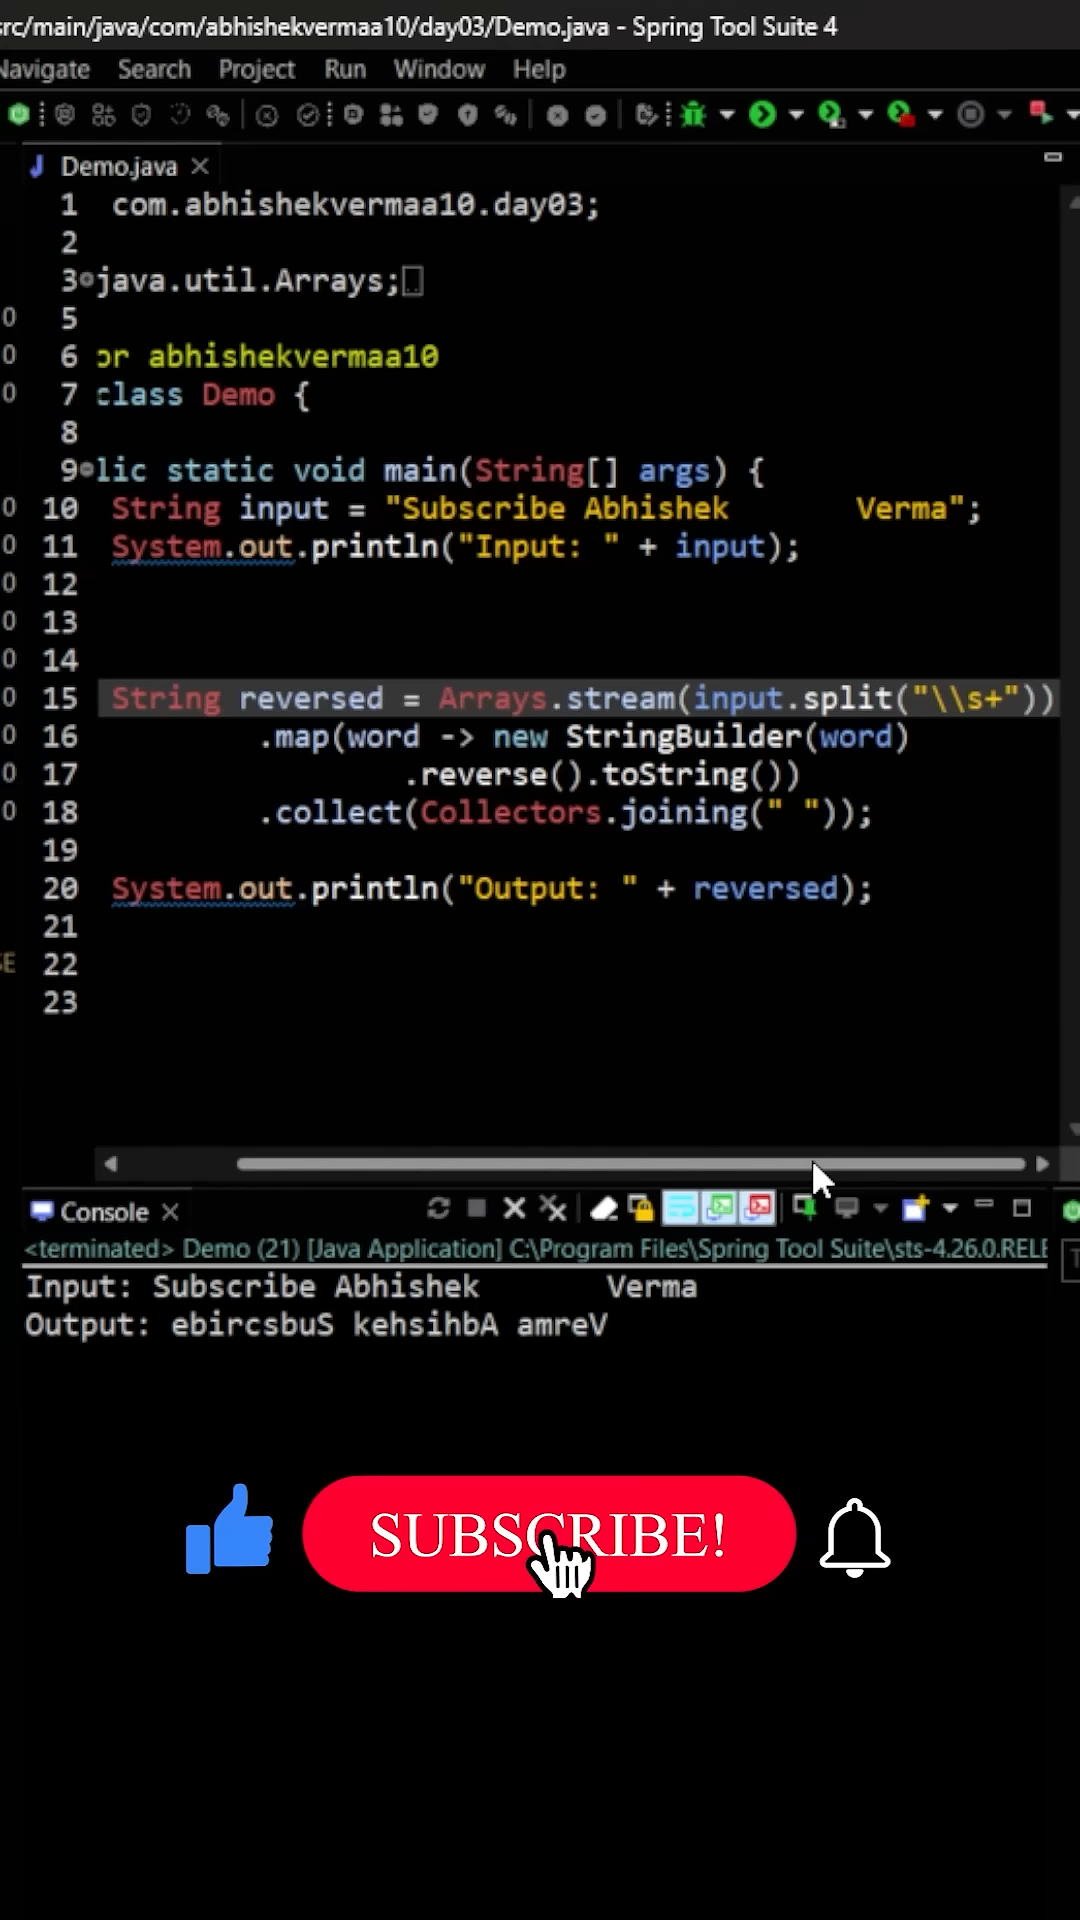 src/main/java/com/abhishekvermaa10/day03/Demo.java - Spring Tool Suite 4
Navigate Search Project Run Window Help
Demo.java
1 com.abhishekvermaa10.day03;
2
3 java.util.Arrays;
5
6 or abhishekvermaa10
7 class Demo {
8
9 lic static void main(String[] args) {
10 String input = "Subscribe Abhishek       Verma";
11 System.out.println("Input: " + input);
12
13
14
15 String reversed = Arrays.stream(input.split("\\s+"))
16 .map(word -> new StringBuilder(word)
17 .reverse().toString())
18 .collect(Collectors.joining(" "));
19
20 System.out.println("Output: " + reversed);
21
22
23
Console
<terminated> Demo (21) [Java Application] C:\Program Files\Spring Tool Suite\sts-4.26.0.RELE
Input: Subscribe Abhishek       Verma
Output: ebircsbuS kehsihbA amreV
SUBSCRIBE!